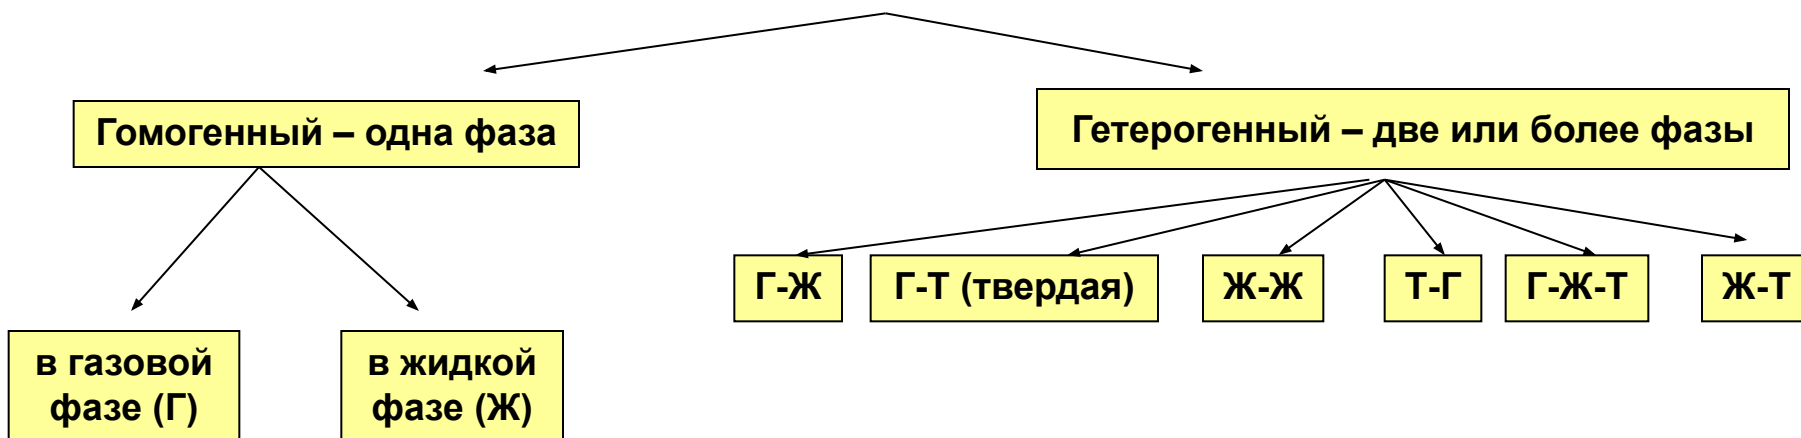 Гомогенный – одна фаза
Гетерогенный – две или более фазы
Г-Ж
Г-Т (твердая)
Ж-Ж
Т-Г
Г-Ж-Т
Ж-Т
в газовой
фазе (Г)
в жидкой
фазе (Ж)